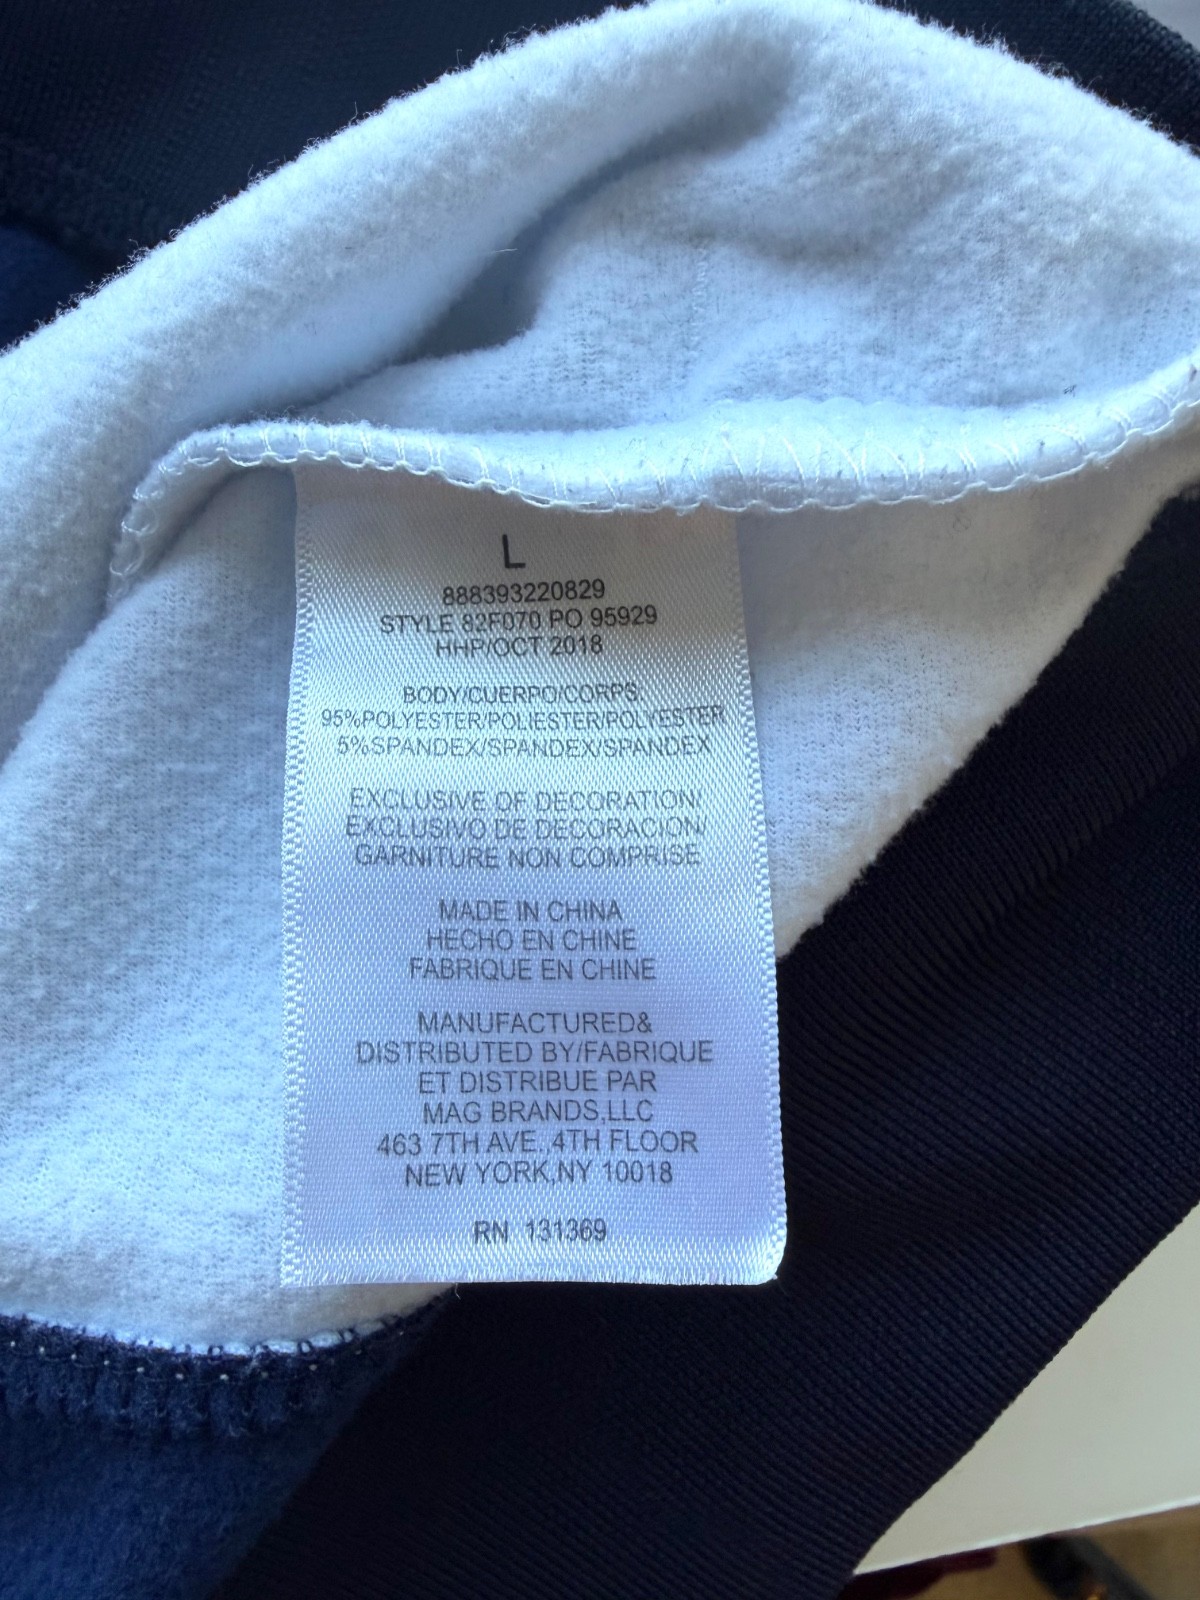 L
888393220829
STYLE 82F070 PO 95929
HHP/OCT 2018
BODY/CUERPO/CORPS:
95%POLYESTER/POLIESTER/POLYESTER
5%SPANDEX/SPANDEX/SPANDEX
EXCLUSIVE OF DECORATION/
EXCLUSIVO DE DECORACION/
GARNITURE NON COMPRISE
MADE IN CHINA
HECHO EN CHINE
FABRIQUE EN CHINE
MANUFACTURED&
DISTRIBUTED BY/FABRIQUE
ET DISTRIBUE PAR
MAG BRANDS,LLC
463 7TH AVE.,4TH FLOOR
NEW YORK,NY 10018
RN 131369